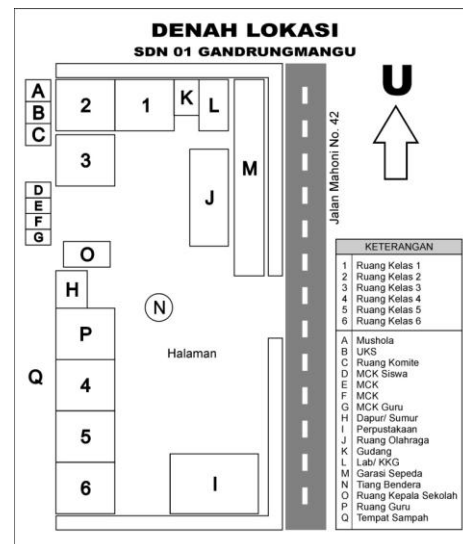 DENAH LOKASI
SDN 01 GANDRUNGMANGU
A
B
C
2
1
K
L
3
D
E
F
G
J
M
O
H
N
P
Halaman
Q
4
5
6
I
Jalan Mahoni No. 42
U
KETERANGAN
1 Ruang Kelas 1
2 Ruang Kelas 2
3 Ruang Kelas 3
4 Ruang Kelas 4
5 Ruang Kelas 5
6 Ruang Kelas 6
A Mushola
B UKS
C Ruang Komite
D MCK Siswa
E MCK
F MCK
G MCK Guru
H Dapur/ Sumur
I Perpustakaan
J Ruang Olahraga
K Gudang
L Lab/ KKG
M Garasi Sepeda
N Tiang Bendera
O Ruang Kepala Sekolah
P Ruang Guru
Q Tempat Sampah